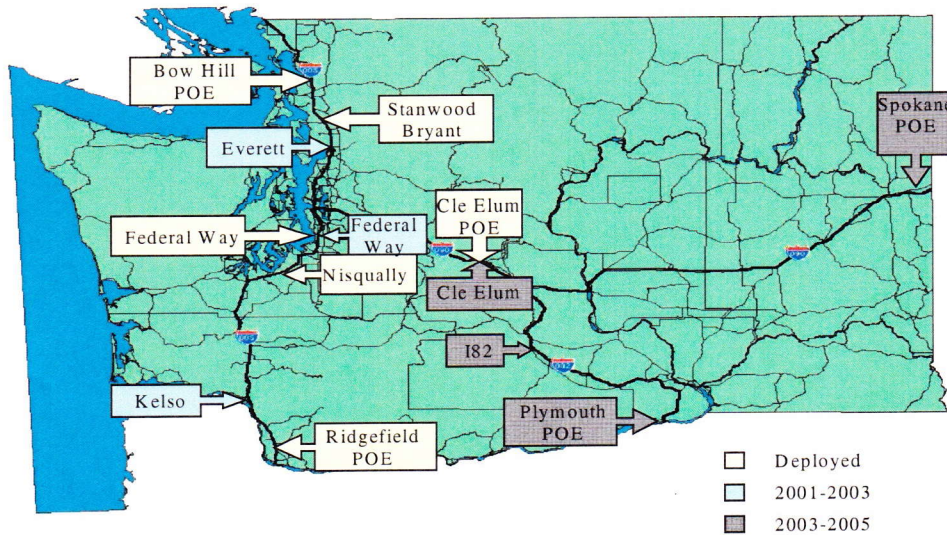 Bow Hill
POE
Stanwood
Bryant
Everett
Spokane
POE
Cle Elum
POE
Federal Way
Federal
Way
Nisqually
Cle Elum
I82
Kelso
Plymouth
POE
Ridgefield
POE
Deployed
2001-2003
2003-2005